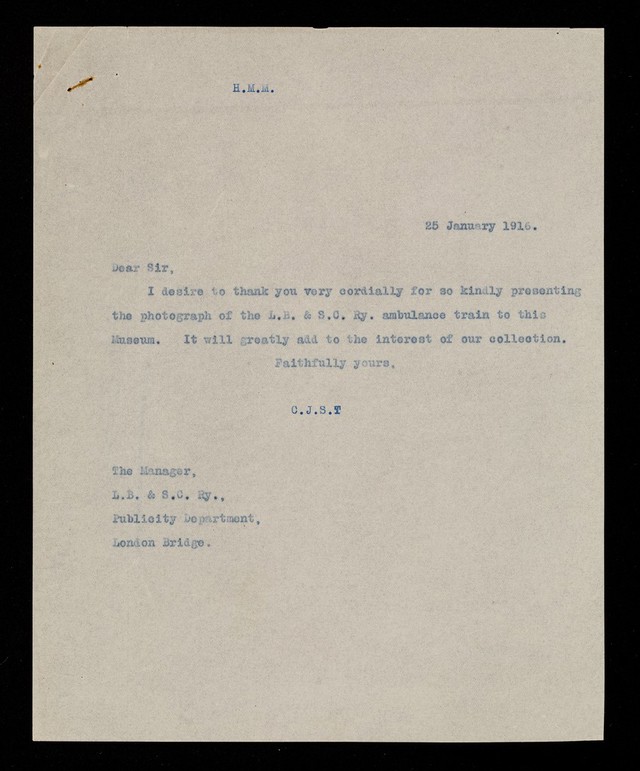 H.M.M.
25 January 1916.
Dear Sir,
I desire to thank you very cordially for so kindly presenting
the photograph of the L.B. & S.C. Ry. ambulance train to this
Museum. It will greatly add to the interest of our collection.
Faithfully yours,
C.J.S.T
The Manager,
L.B. & S.C. Ry.,
Publicity Department,
London Bridge.